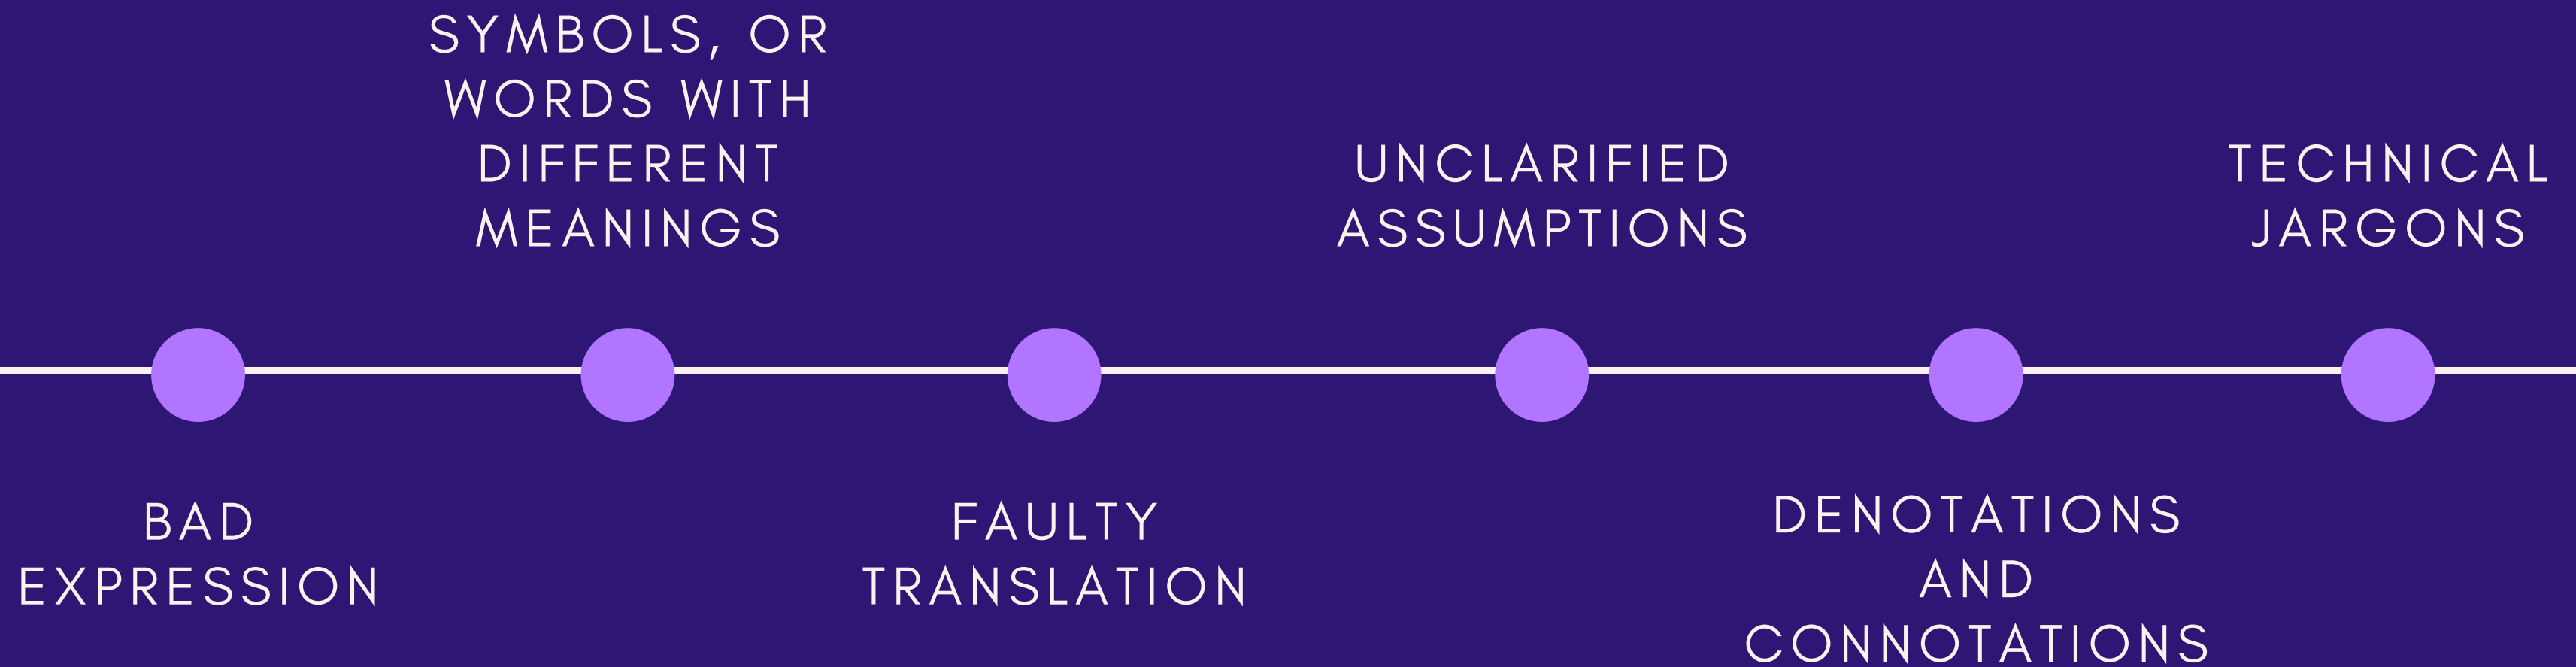 BAD
EXPRESSION
SYMBOLS, OR
WORDS WITH
DIFFERENT
MEANINGS
FAULTY
TRANSLATION
UNCLARIFIED
ASSUMPTIONS
DENOTATIONS
AND
CONNOTATIONS
TECHNICAL
JARGONS